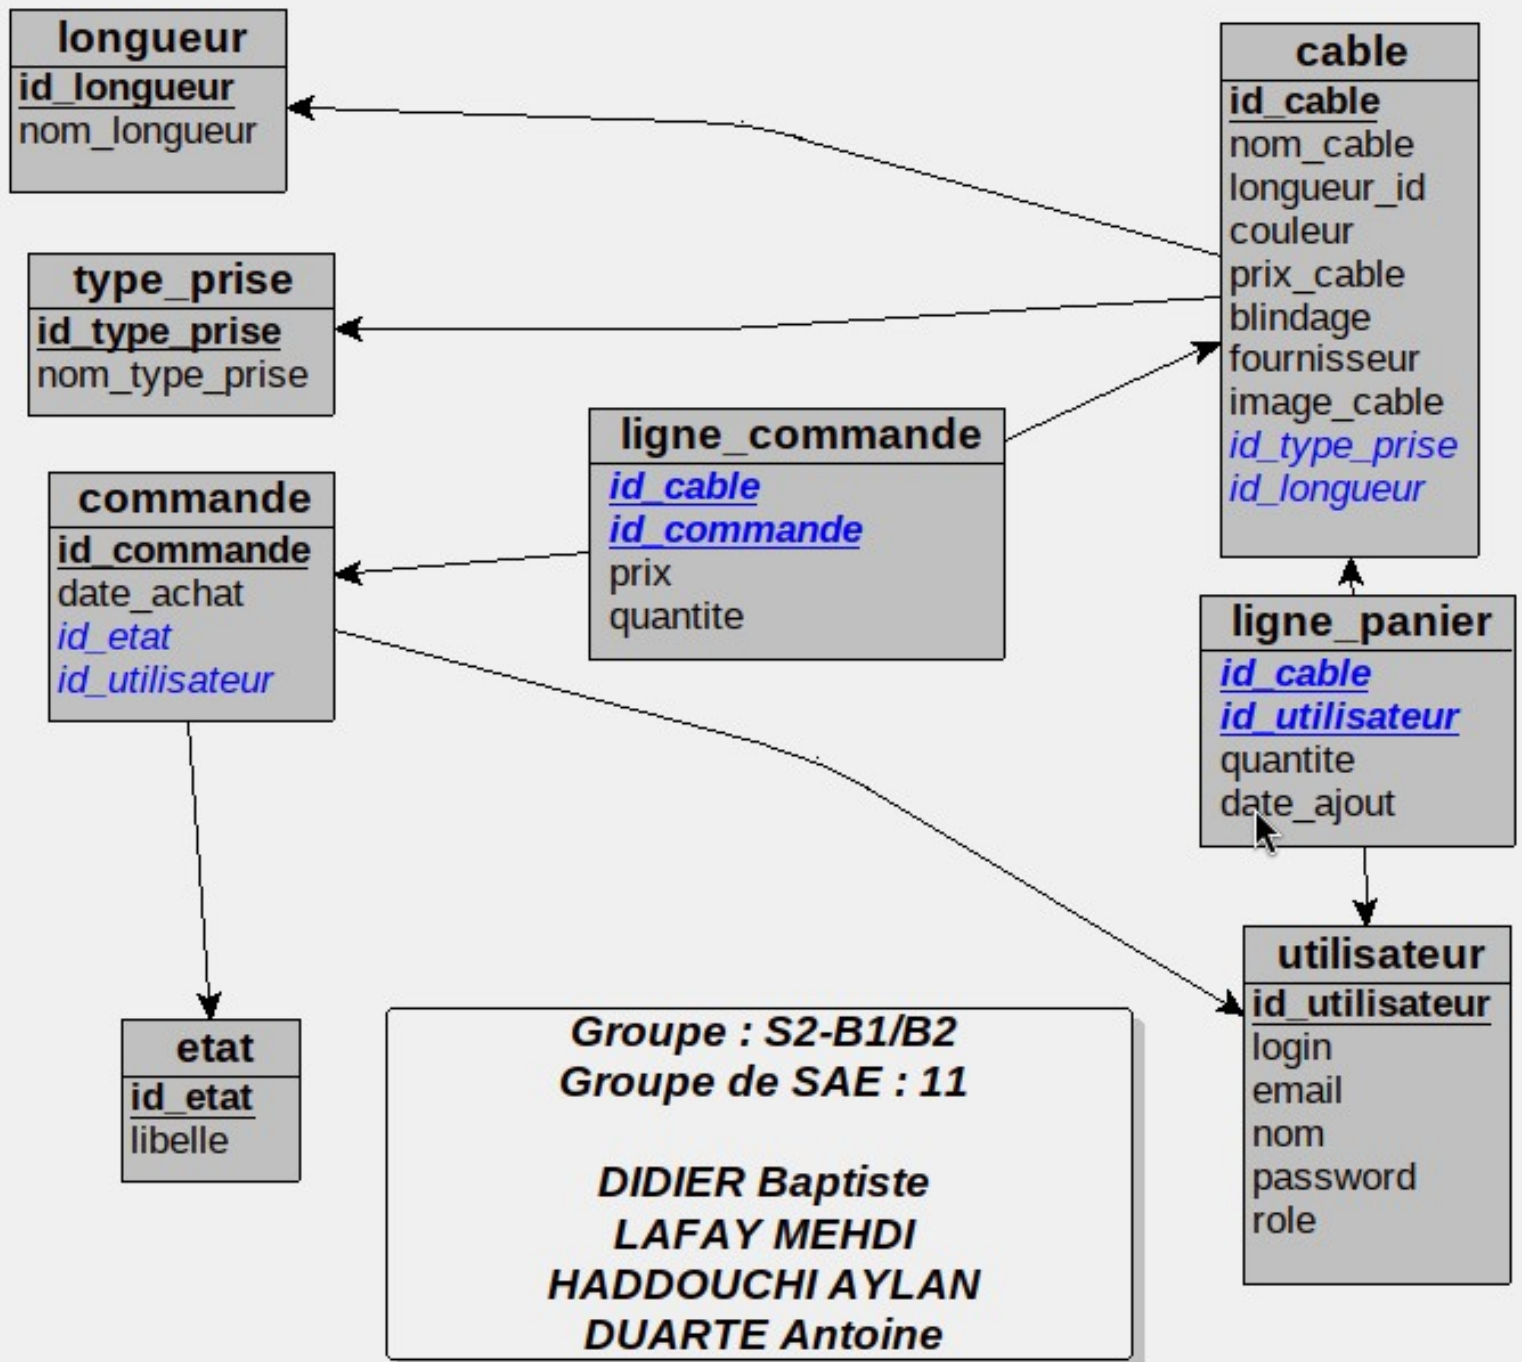 longueur
id_longueur
nom_longueur
cable
id_cable
nom_cable
longueur_id
couleur
prix_cable
blindage
fournisseur
image_cable
id_type_prise
id_longueur
type_prise
id_type_prise
nom_type_prise
ligne_commande
id_cable
id_commande
prix
quantite
commande
id_commande
date_achat
id_etat
id_utilisateur
ligne_panier
id_cable
id_utilisateur
quantite
date_ajout
utilisateur
id_utilisateur
login
email
nom
password
role
etat
id_etat
libelle
Groupe : S2-B1/B2
Groupe de SAE : 11
DIDIER Baptiste
LAFAY MEHDI
HADDOUCHI AYLAN
DUARTE Antoine